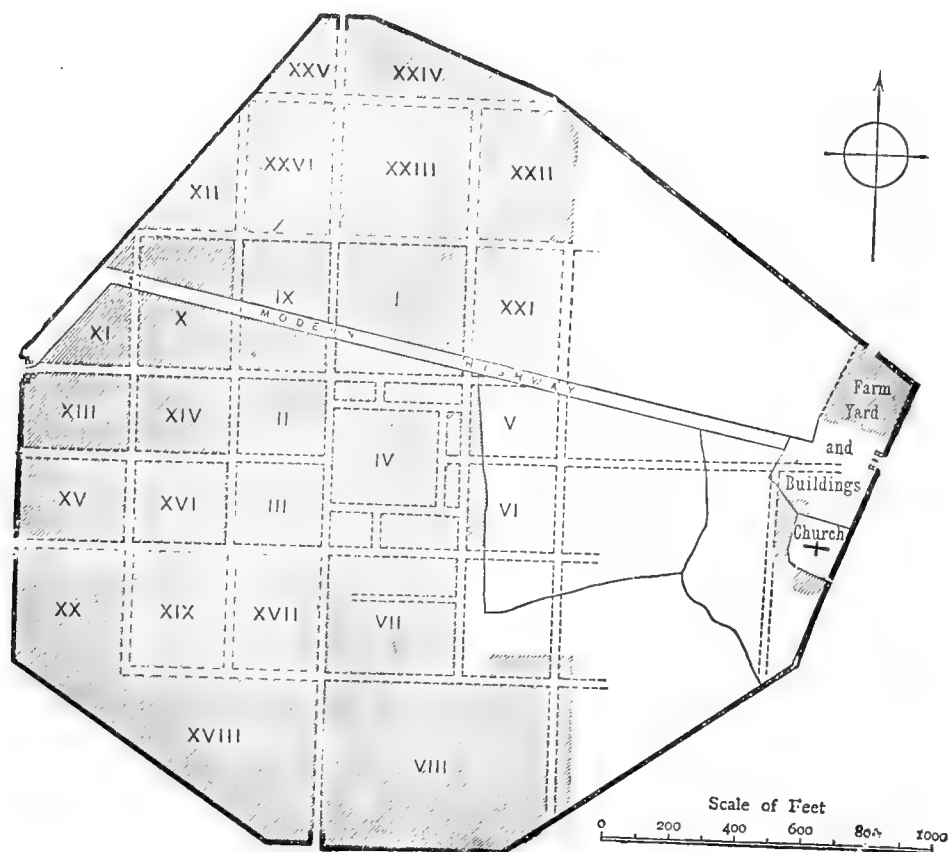 XXV XXIV
XXVI XXIII XXII
XII
IX I
XXI
X
XI
MODERN HIGHWAY
XIII XIV II V
IV
XV XVI III VI
XX XIX XVII VII
XVIII VIII
Farm
Yard
and
Buildings
Church
Scale of Feet
0 200 400 600 800 1000